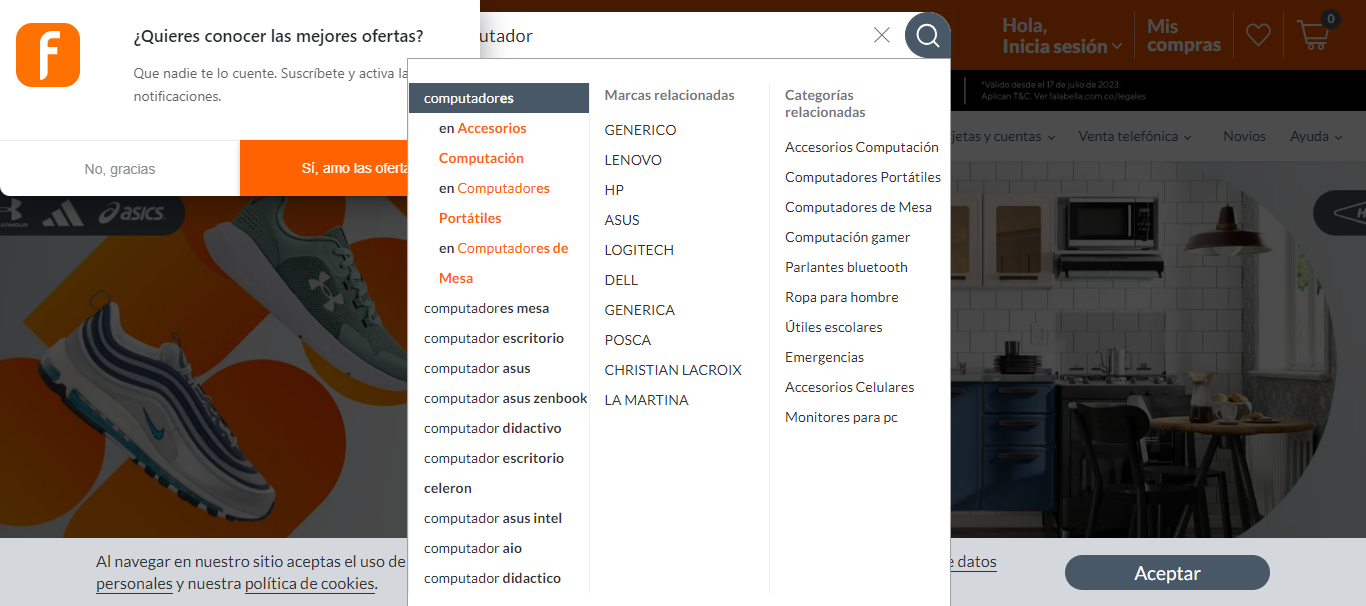 ¿Quieres conocer las mejores ofertas?
Que nadie te lo cuente. Suscríbete y activa la
notificaciones.
No, gracias
Sí, amo las oferta
utador
Hola,
Inicia sesión
Mis
compras
0
*Válido desde el 17 de julio de 2023.
Aplican T&C. Ver falabella.com.co/legales
jetas y cuentas
Venta telefónica
Novios
Ayuda
computadores
en Accesorios
Computación
en Computadores
Portátiles
en Computadores de
Mesa
computadores mesa
computador escritorio
computador asus
computador asus zenbook
computador didactivo
computador escritorio
celeron
computador asus intel
computador aio
computador didactico
Marcas relacionadas
GENERICO
LENOVO
HP
ASUS
LOGITECH
DELL
GENERICA
POSCA
CHRISTIAN LACROIX
LA MARTINA
Categorías
relacionadas
Accesorios Computación
Computadores Portátiles
Computadores de Mesa
Computación gamer
Parlantes bluetooth
Ropa para hombre
Útiles escolares
Emergencias
Accesorios Celulares
Monitores para pc
asics
Al navegar en nuestro sitio aceptas el uso de
e datos
personales y nuestra política de cookies.
Aceptar